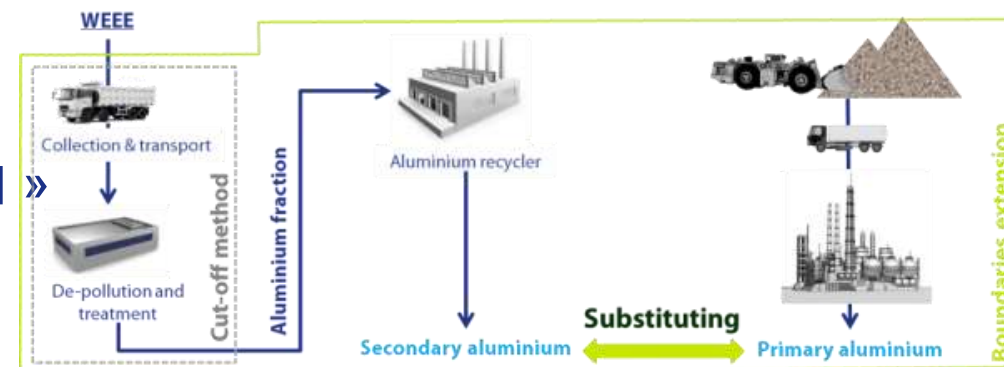 WEEE
Collection & transport
De-pollution and
treatment
Cut-off method
Aluminium fraction
Aluminium recycler
Secondary aluminium
Substituting
Primary aluminium
Boundaries extension
»